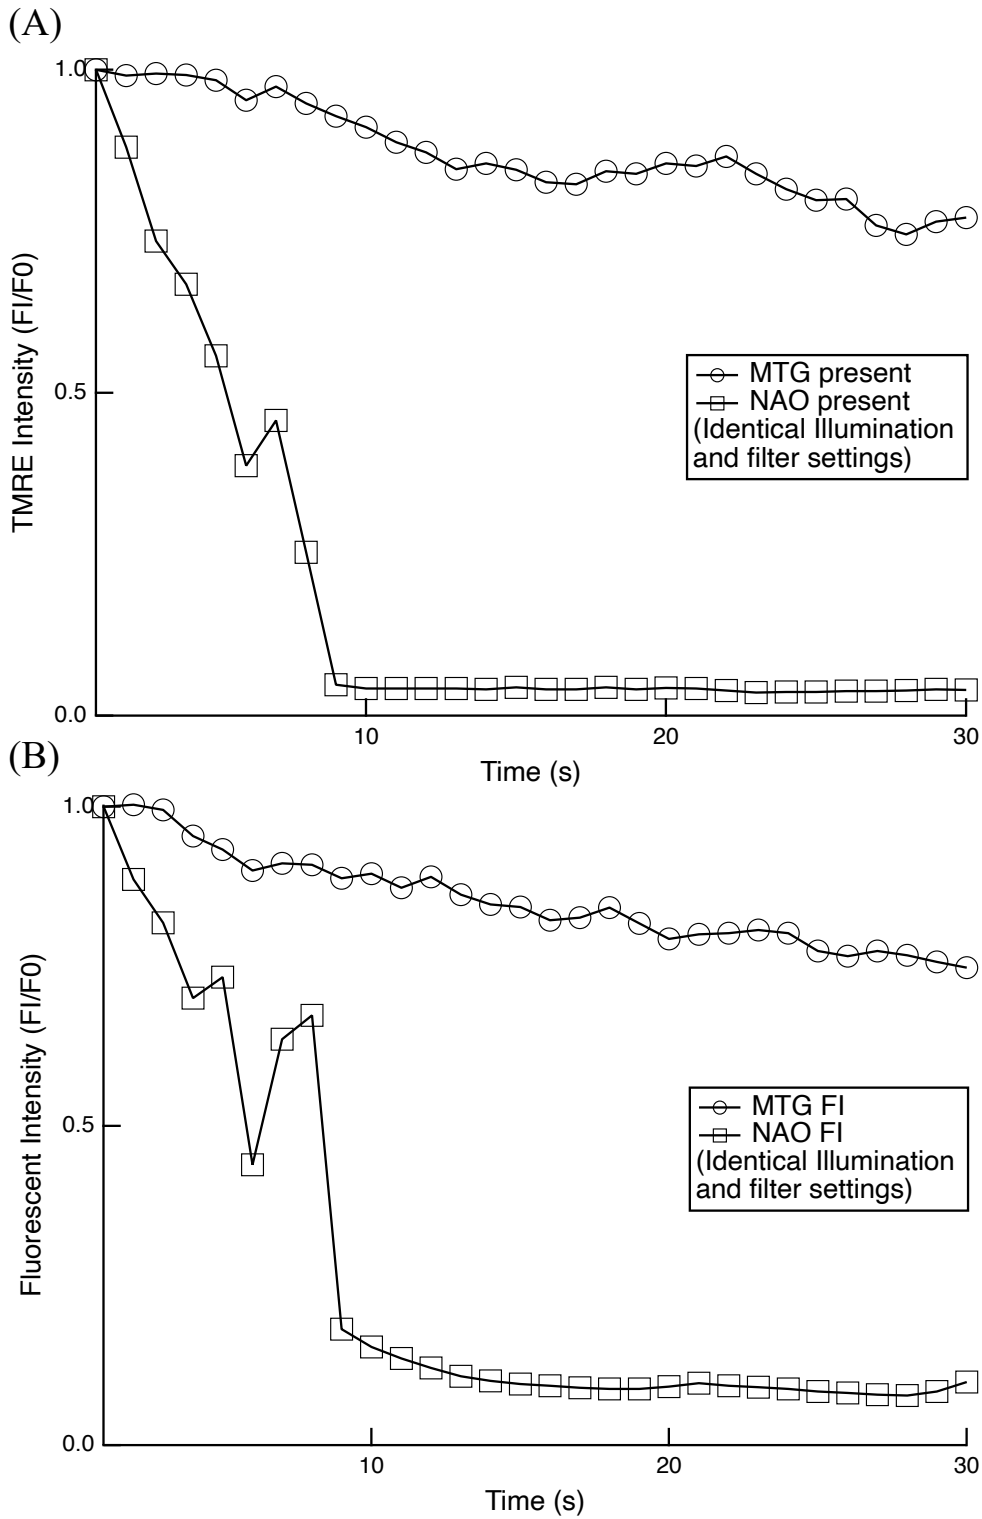 (A)
1.0
0.5
0.0
TMRE Intensity (FI/F0)
MTG present
NAO present
(Identical Illumination
and filter settings)
10
20
30
Time (s)
(B)
1.0
0.5
0.0
Fluorescent Intensity (FI/F0)
MTG FI
NAO FI
(Identical Illumination
and filter settings)
10
20
30
Time (s)